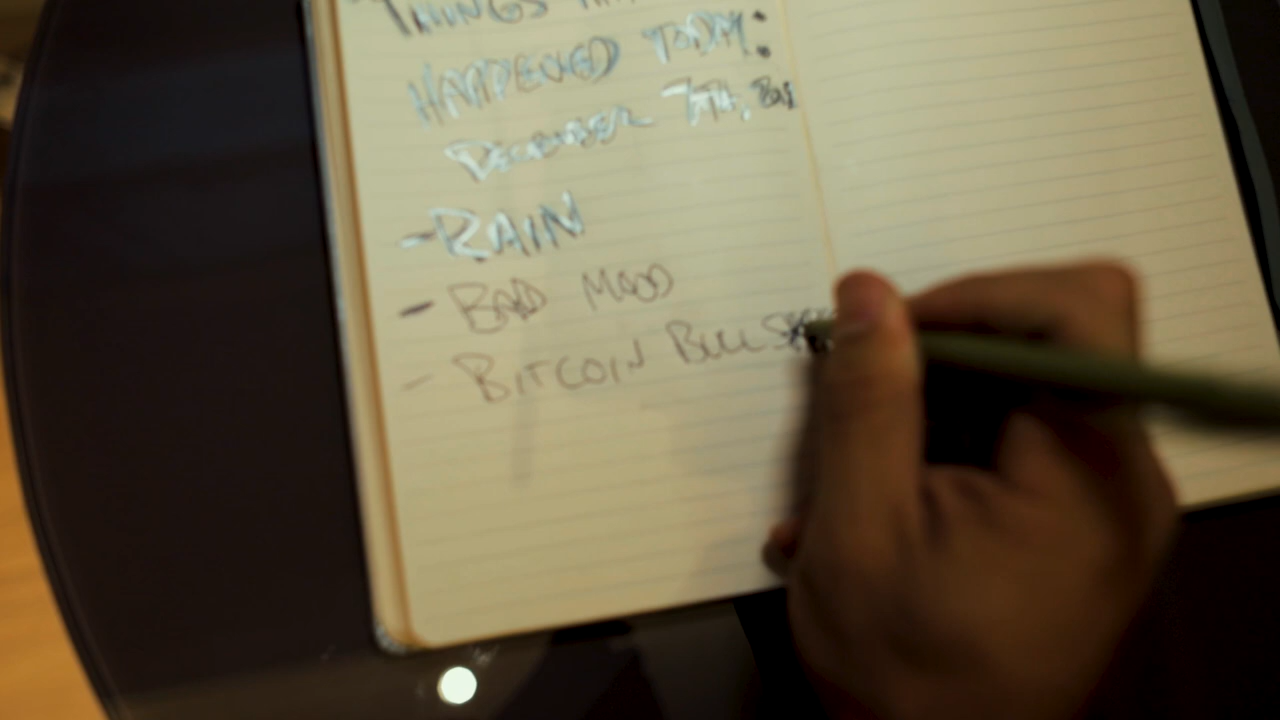 THINGS
HAPPENED TODAY:
DECEMBER 7TH,
- RAIN
- BAD MOOD
- BITCOIN